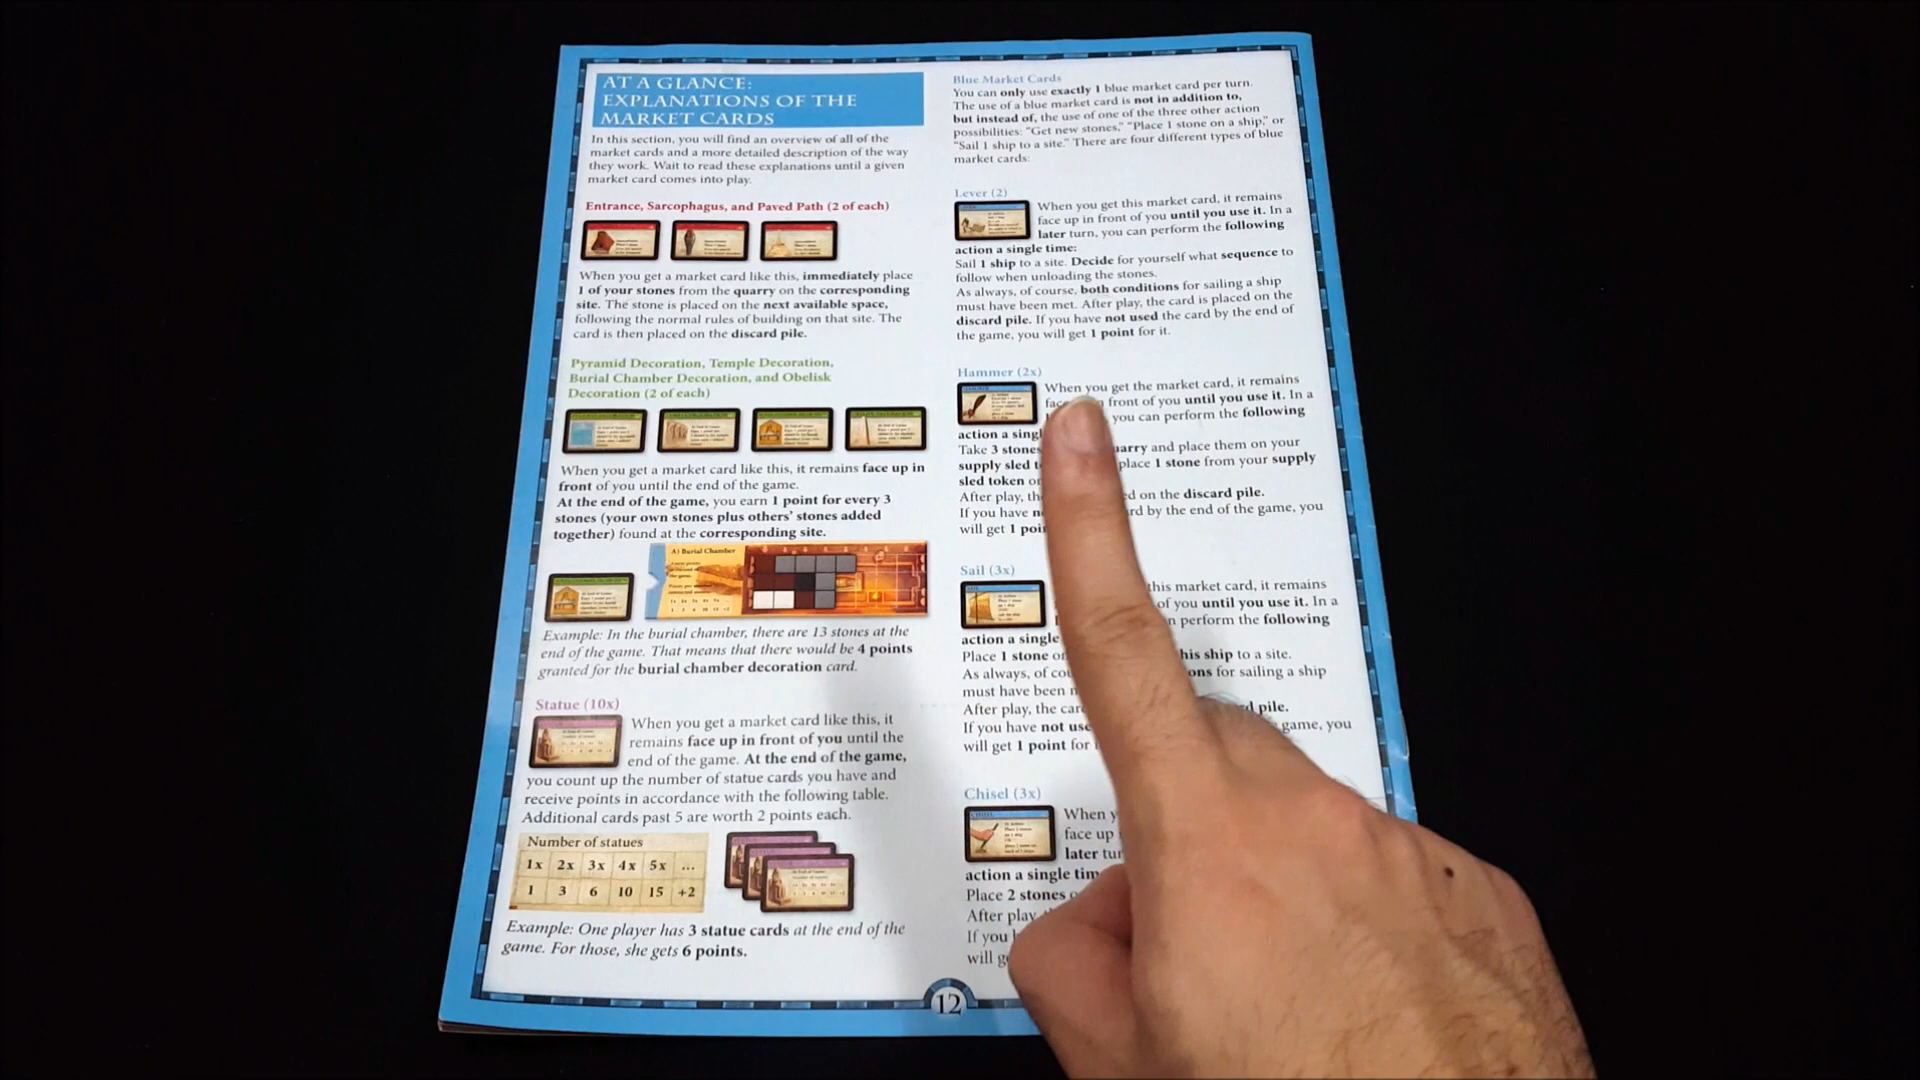 AT A GLANCE:
EXPLANATIONS OF THE
MARKET CARDS
In this section, you will find an overview of all of the
market cards and a more detailed description of the way
they work. Wait to read these explanations until a given
market card comes into play.
Entrance, Sarcophagus, and Paved Path (2 of each)
When you get a market card like this, immediately place
1 of your stones from the quarry on the corresponding
site. The stone is placed on the next available space,
following the normal rules of building on that site. The
card is then placed on the discard pile.
Pyramid Decoration, Temple Decoration,
Burial Chamber Decoration, and Obelisk
Decoration (2 of each)
When you get a market card like this, it remains face up in
front of you until the end of the game.
At the end of the game, you earn 1 point for every 3
stones (your own stones plus others' stones added
together) found at the corresponding site.
A) Burial Chamber
Example: In the burial chamber, there are 13 stones at the
end of the game. That means that there would be 4 points
granted for the burial chamber decoration card.
Statue (10x)
When you get a market card like this, it
remains face up in front of you until the
end of the game. At the end of the game,
you count up the number of statue cards you have and
receive points in accordance with the following table.
Additional cards past 5 are worth 2 points each.
Number of statues
1x 2x 3x 4x 5x ...
1 3 6 10 15 +2
Example: One player has 3 statue cards at the end of the
game. For those, she gets 6 points.
Blue Market Cards
You can only use exactly 1 blue market card per turn.
The use of a blue market card is not in addition to,
but instead of, the use of one of the three other action
possibilities: "Get new stones," "Place 1 stone on a ship," or
"Sail 1 ship to a site." There are four different types of blue
market cards:
Lever (2)
When you get this market card, it remains
face up in front of you until you use it. In a
later turn, you can perform the following
action a single time:
Sail 1 ship to a site. Decide for yourself what sequence to
follow when unloading the stones.
As always, of course, both conditions for sailing a ship
must have been met. After play, the card is placed on the
discard pile. If you have not used the card by the end of
the game, you will get 1 point for it.
Hammer (2x)
When you get the market card, it remains
front of you until you use it. In a
you can perform the following
action a
Take 3 stones and place them on your
supply sled place 1 stone from your supply
sled token
After play, on the discard pile.
If you have by the end of the game, you
will get 1
Sail (3x)
this market card, it remains
of you until you use it. In a
perform the following
action a single
Place 1 stone his ship to a site.
As always, of for sailing a ship
must have been
After play, the pile.
If you have not game, you
will get 1 point for
Chisel (3x)
When
face up
later
action a single
Place 2 stones
After play
If you
will
12